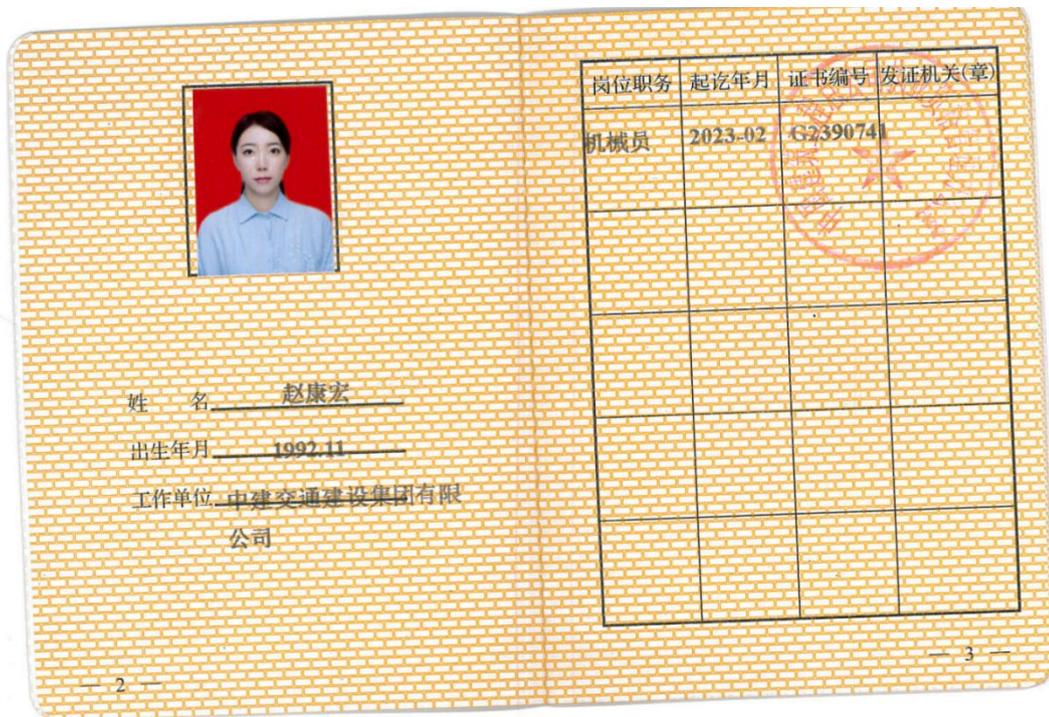 姓 名 赵康宏
出生年月 1992.11
工作单位 中建交通建设集团有限
公司
— 2 —
岗位职务 起讫年月 证书编号 发证机关(章)
机械员 2023-02 G2390741
— 3 —